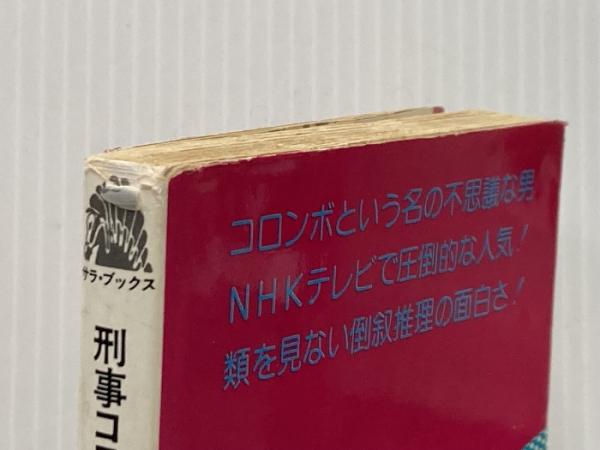 コロンボという名の不思議な男
NHKテレビで圧倒的な人気!
類を見ない倒叙推理の面白さ!
サラ・ブックス
刑事コロ